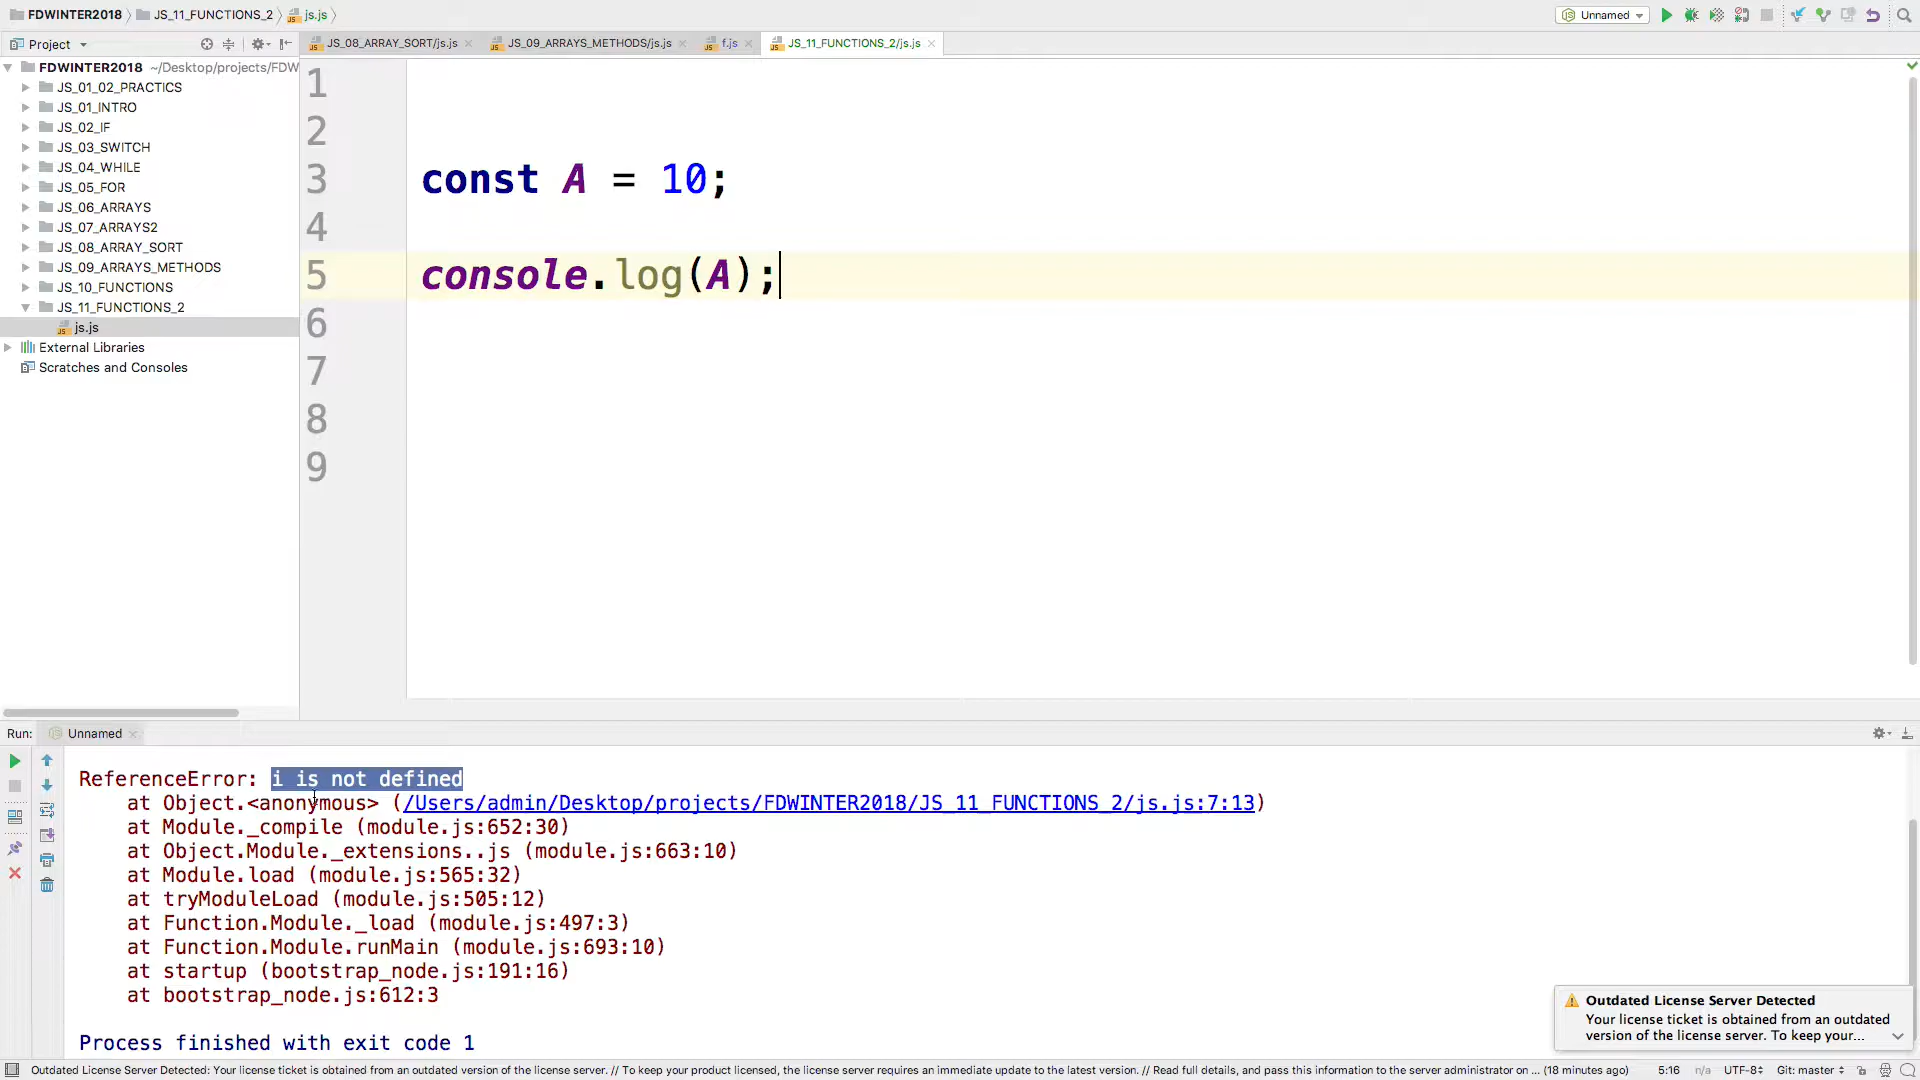 FDWINTER2018 JS_11_FUNCTIONS_2 js.js
Unnamed
Project
JS_08_ARRAY_SORT/js.js JS_09_ARRAYS_METHODS/js.js f.js JS_11_FUNCTIONS_2/js.js
FDWINTER2018 ~/Desktop/projects/FDW
JS_01_02_PRACTICS
JS_01_INTRO
JS_02_IF
JS_03_SWITCH
JS_04_WHILE
JS_05_FOR
JS_06_ARRAYS
JS_07_ARRAYS2
JS_08_ARRAY_SORT
JS_09_ARRAYS_METHODS
JS_10_FUNCTIONS
JS_11_FUNCTIONS_2
js.js
External Libraries
Scratches and Consoles
1
2
3 const A = 10;
4
5 console.log(A);
6
7
8
9
Run: Unnamed
ReferenceError: i is not defined
at Object.<anonymous> (/Users/admin/Desktop/projects/FDWINTER2018/JS_11_FUNCTIONS_2/js.js:7:13)
at Module._compile (module.js:652:30)
at Object.Module._extensions..js (module.js:663:10)
at Module.load (module.js:565:32)
at tryModuleLoad (module.js:505:12)
at Function.Module._load (module.js:497:3)
at Function.Module.runMain (module.js:693:10)
at startup (bootstrap_node.js:191:16)
at bootstrap_node.js:612:3
Process finished with exit code 1
Outdated License Server Detected
Your license ticket is obtained from an outdated
version of the license server. To keep your...
Outdated License Server Detected: Your license ticket is obtained from an outdated version of the license server. // To keep your product licensed, the license server requires an immediate update to the latest version. // Read full details, and pass this information to the server administrator on ... (18 minutes ago) 5:16 n/a UTF-8 Git: master